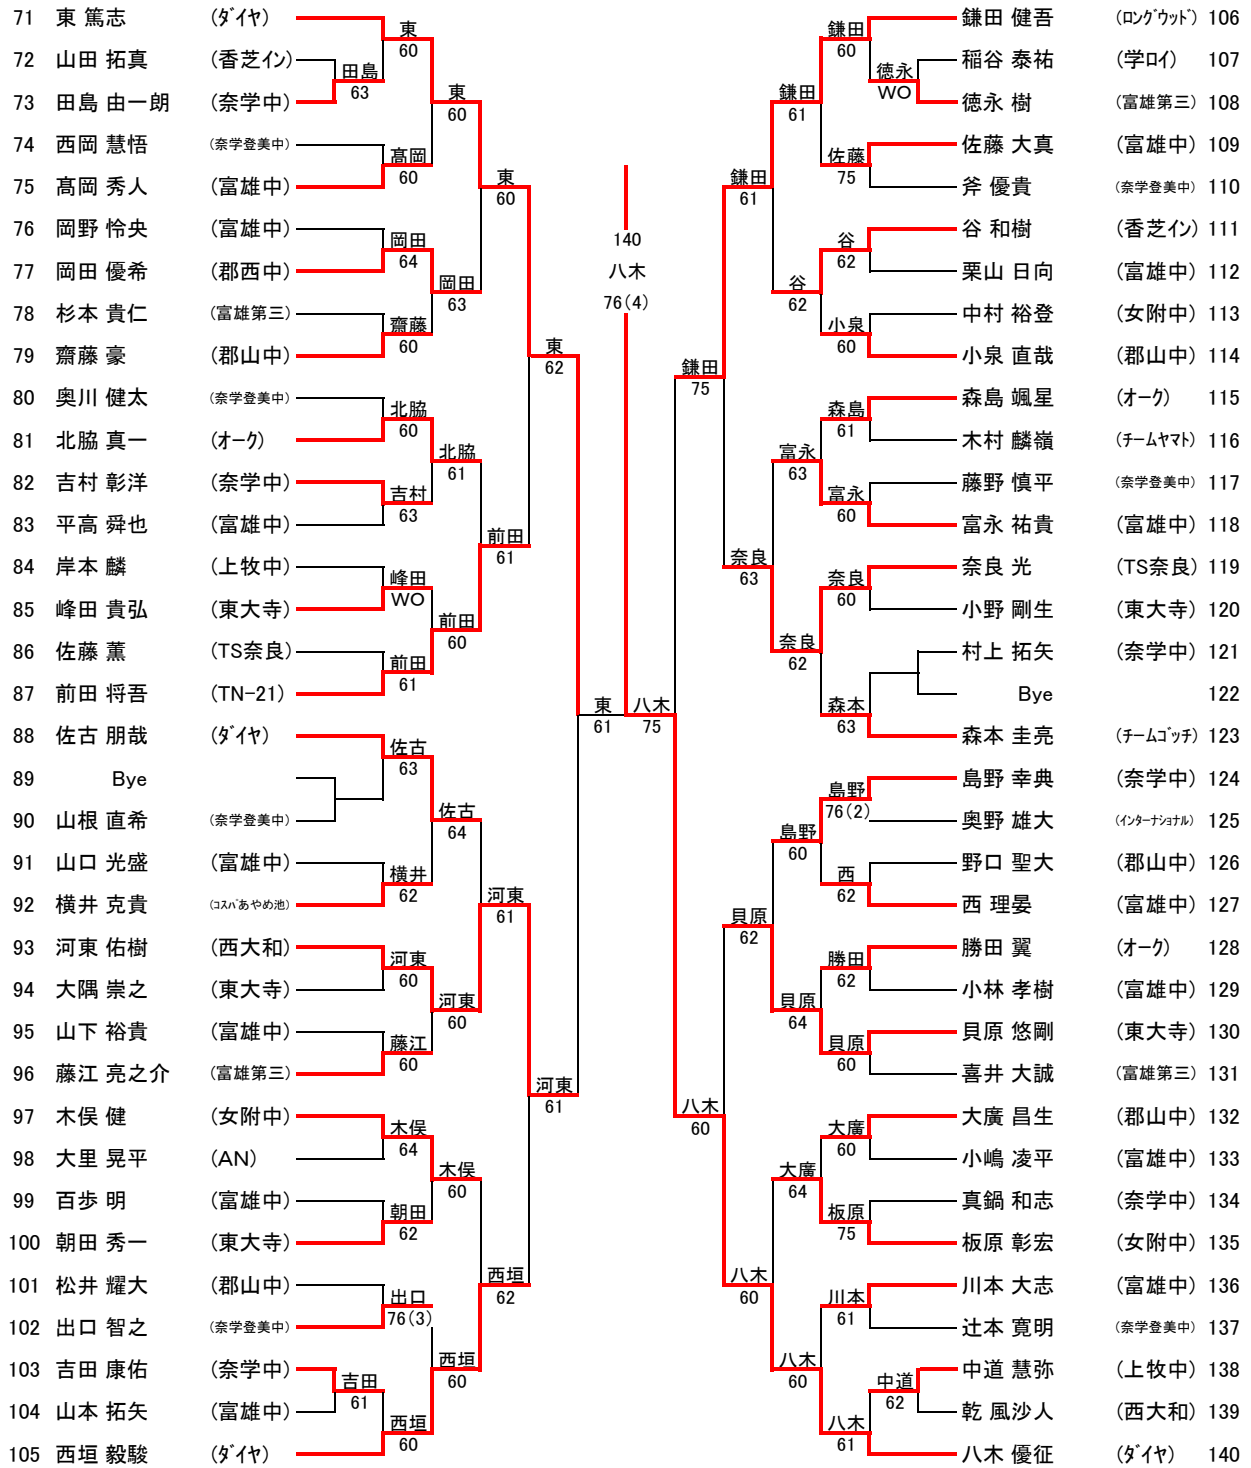 71 東 篤志 (ダイヤ)
72 山田 拓真 (香芝イン)
73 田島 由一朗 (奈学中)
74 西岡 慧悟 (奈学登美中)
75 髙岡 秀人 (富雄中)
76 岡野 怜央 (富雄中)
77 岡田 優希 (郡西中)
78 杉本 貴仁 (富雄第三)
79 齋藤 豪 (郡山中)
80 奥川 健太 (奈学登美中)
81 北脇 真一 (オーク)
82 吉村 彰洋 (奈学中)
83 平高 舜也 (富雄中)
84 岸本 麟 (上牧中)
85 峰田 貴弘 (東大寺)
86 佐藤 薫 (TS奈良)
87 前田 将吾 (TN-21)
88 佐古 朋哉 (ダイヤ)
89 Bye
90 山根 直希 (奈学登美中)
91 山口 光盛 (富雄中)
92 横井 克貴 (コスパあやめ池)
93 河東 佑樹 (西大和)
94 大隅 崇之 (東大寺)
95 山下 裕貴 (富雄中)
96 藤江 亮之介 (富雄第三)
97 木俣 健 (女附中)
98 大里 晃平 (AN)
99 百歩 明 (富雄中)
100 朝田 秀一 (東大寺)
101 松井 耀大 (郡山中)
102 出口 智之 (奈学登美中)
103 吉田 康佑 (奈学中)
104 山本 拓矢 (富雄中)
105 西垣 毅駿 (ダイヤ)
田島
63
東
60
髙岡
60
岡田
64
齋藤
60
北脇
60
吉村
63
峰田
WO
前田
61
佐古
63
横井
62
河東
60
藤江
60
木俣
64
朝田
62
出口
76(3)
吉田
61
西垣
60
東
60
岡田
63
北脇
61
前田
60
佐古
64
河東
60
木俣
60
西垣
60
東
60
前田
61
河東
61
西垣
62
東
62
河東
61
東
61
140
八木
76(4)
八木
75
鎌田
75
八木
60
鎌田
61
奈良
63
貝原
62
八木
60
鎌田
61
谷
62
富永
63
奈良
62
島野
60
貝原
64
大廣
64
八木
60
鎌田
60
徳永
WO
佐藤
75
谷
62
小泉
60
森島
61
富永
60
奈良
60
森本
63
島野
76(2)
西
62
勝田
62
貝原
60
大廣
60
板原
75
川本
61
中道
62
八木
61
鎌田 健吾 (ロングウッド) 106
稲谷 泰祐 (学ロイ) 107
徳永 樹 (富雄第三) 108
佐藤 大真 (富雄中) 109
斧 優貴 (奈学登美中) 110
谷 和樹 (香芝イン) 111
栗山 日向 (富雄中) 112
中村 裕登 (女附中) 113
小泉 直哉 (郡山中) 114
森島 颯星 (オーク) 115
木村 麟嶺 (チームヤマト) 116
藤野 慎平 (奈学登美中) 117
富永 祐貴 (富雄中) 118
奈良 光 (TS奈良) 119
小野 剛生 (東大寺) 120
村上 拓矢 (奈学中) 121
Bye 122
森本 圭亮 (チームゴッチ) 123
島野 幸典 (奈学中) 124
奥野 雄大 (インターナショナル) 125
野口 聖大 (郡山中) 126
西 理晏 (富雄中) 127
勝田 翼 (オーク) 128
小林 孝樹 (富雄中) 129
貝原 悠剛 (東大寺) 130
喜井 大誠 (富雄第三) 131
大廣 昌生 (郡山中) 132
小嶋 凌平 (富雄中) 133
真鍋 和志 (奈学中) 134
板原 彰宏 (女附中) 135
川本 大志 (富雄中) 136
辻本 寛明 (奈学登美中) 137
中道 慧弥 (上牧中) 138
乾 風沙人 (西大和) 139
八木 優征 (ダイヤ) 140